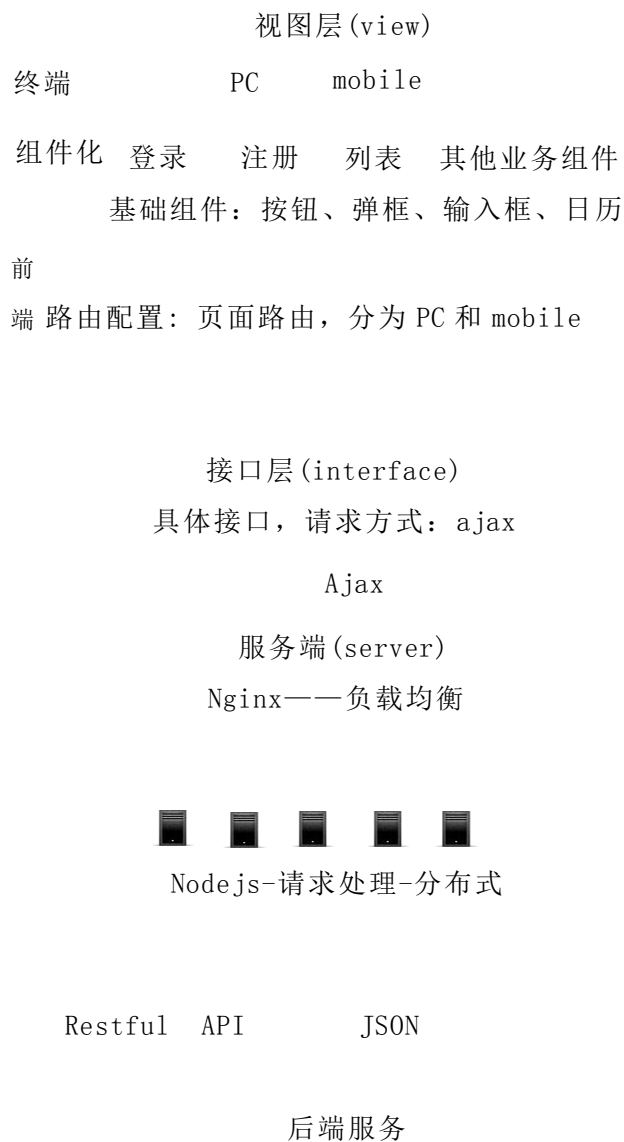 视图层(view)
终端 PC mobile
组件化 登录 注册 列表 其他业务组件
基础组件：按钮、弹框、输入框、日历
前
端 路由配置：页面路由，分为 PC 和 mobile
接口层(interface)
具体接口，请求方式：ajax
Ajax
服务端(server)
Nginx——负载均衡
Nodejs-请求处理-分布式
Restful API JSON
后端服务